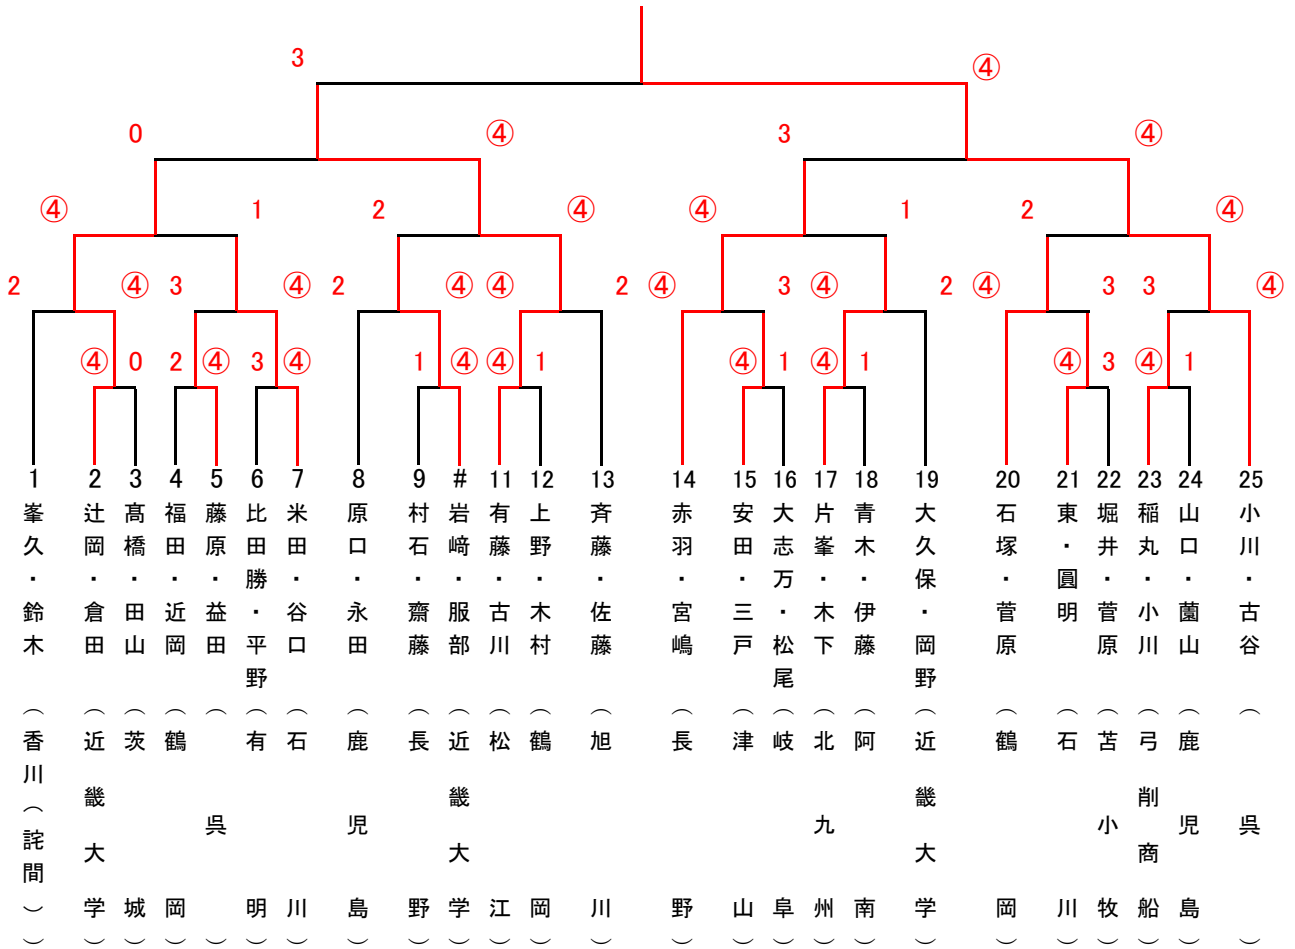 3 ④
0 ④ 3 ④
④ 1 2 ④ ④ 1 2 ④
2 ④ 3 ④ 2 ④ ④ 2 ④ 3 ④ 2 ④ 3 3 ④
④ 0 2 ④ 3 ④ 1 ④ ④ 1 ④ 1 ④ 1 ④ 3 ④ 1
1 峯久・鈴木 （香川（詫間）
2 辻岡・倉田 （近畿大学）
3 髙橋・田山 （茨城）
4 福田・近岡 （鶴岡）
5 藤原・益田 （呉）
6 比田勝・平野 （有明）
7 米田・谷口 （石川）
8 原口・永田 （鹿児島）
9 村石・齋藤 （長野）
# 岩﨑・服部 （近畿大学）
11 有藤・古川 （松江）
12 上野・木村 （鶴岡）
13 斉藤・佐藤 （旭川）
14 赤羽・宮嶋 （長野）
15 安田・三戸 （津山）
16 大志万・松尾 （岐阜）
17 片峯・木下 （北九州）
18 青木・伊藤 （阿南）
19 大久保・岡野 （近畿大学）
20 石塚・菅原 （鶴岡）
21 東・圓明 （石川）
22 堀井・菅原 （苫小牧）
23 稲丸・小川 （弓削商船）
24 山口・薗山 （鹿児島）
25 小川・古谷 （呉）